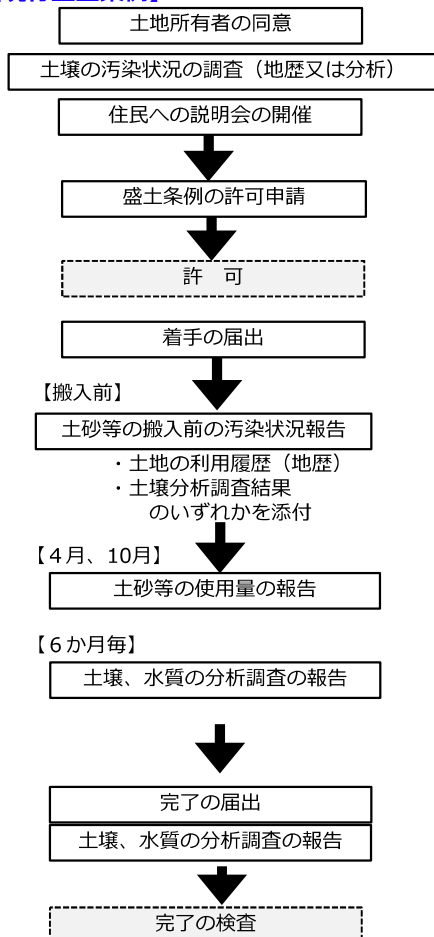 土地所有者の同意
土壌の汚染状況の調査（地歴又は分析）
住民への説明会の開催
盛土条例の許可申請
許　可
着手の届出
【搬入前】
土砂等の搬入前の汚染状況報告
・土地の利用履歴（地歴）
・土壌分析調査結果
のいずれかを添付
【４月、10月】
土砂等の使用量の報告
【６か月毎】
土壌、水質の分析調査の報告
完了の届出
土壌、水質の分析調査の報告
完了の検査